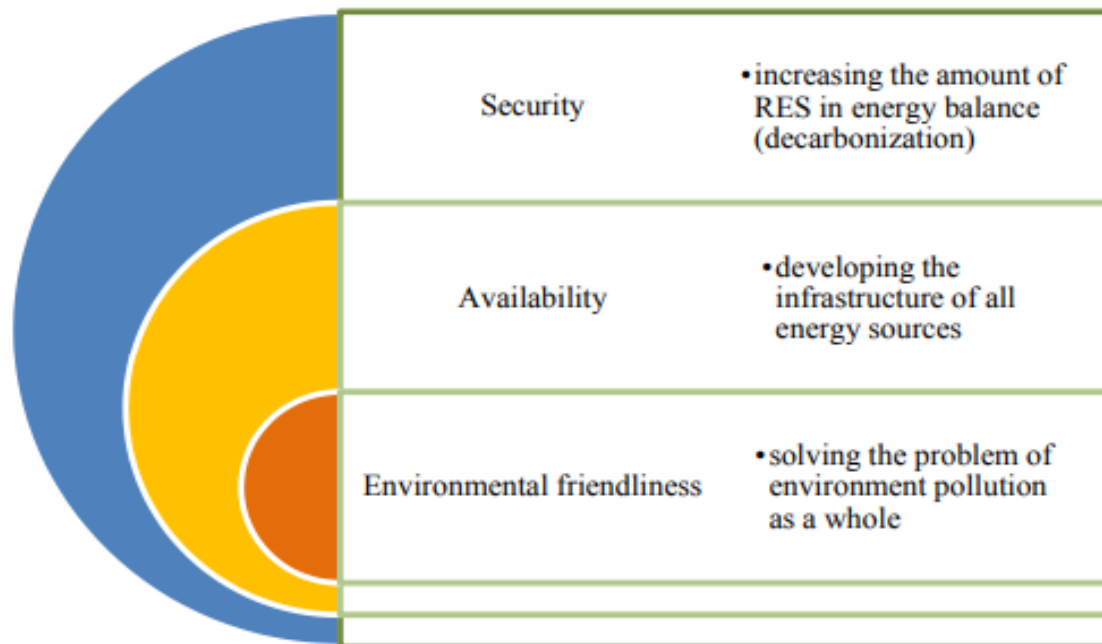 Security
•increasing the amount of
RES in energy balance
(decarbonization)
Availability
•developing the
infrastructure of all
energy sources
Environmental friendliness
•solving the problem of
environment pollution
as a whole